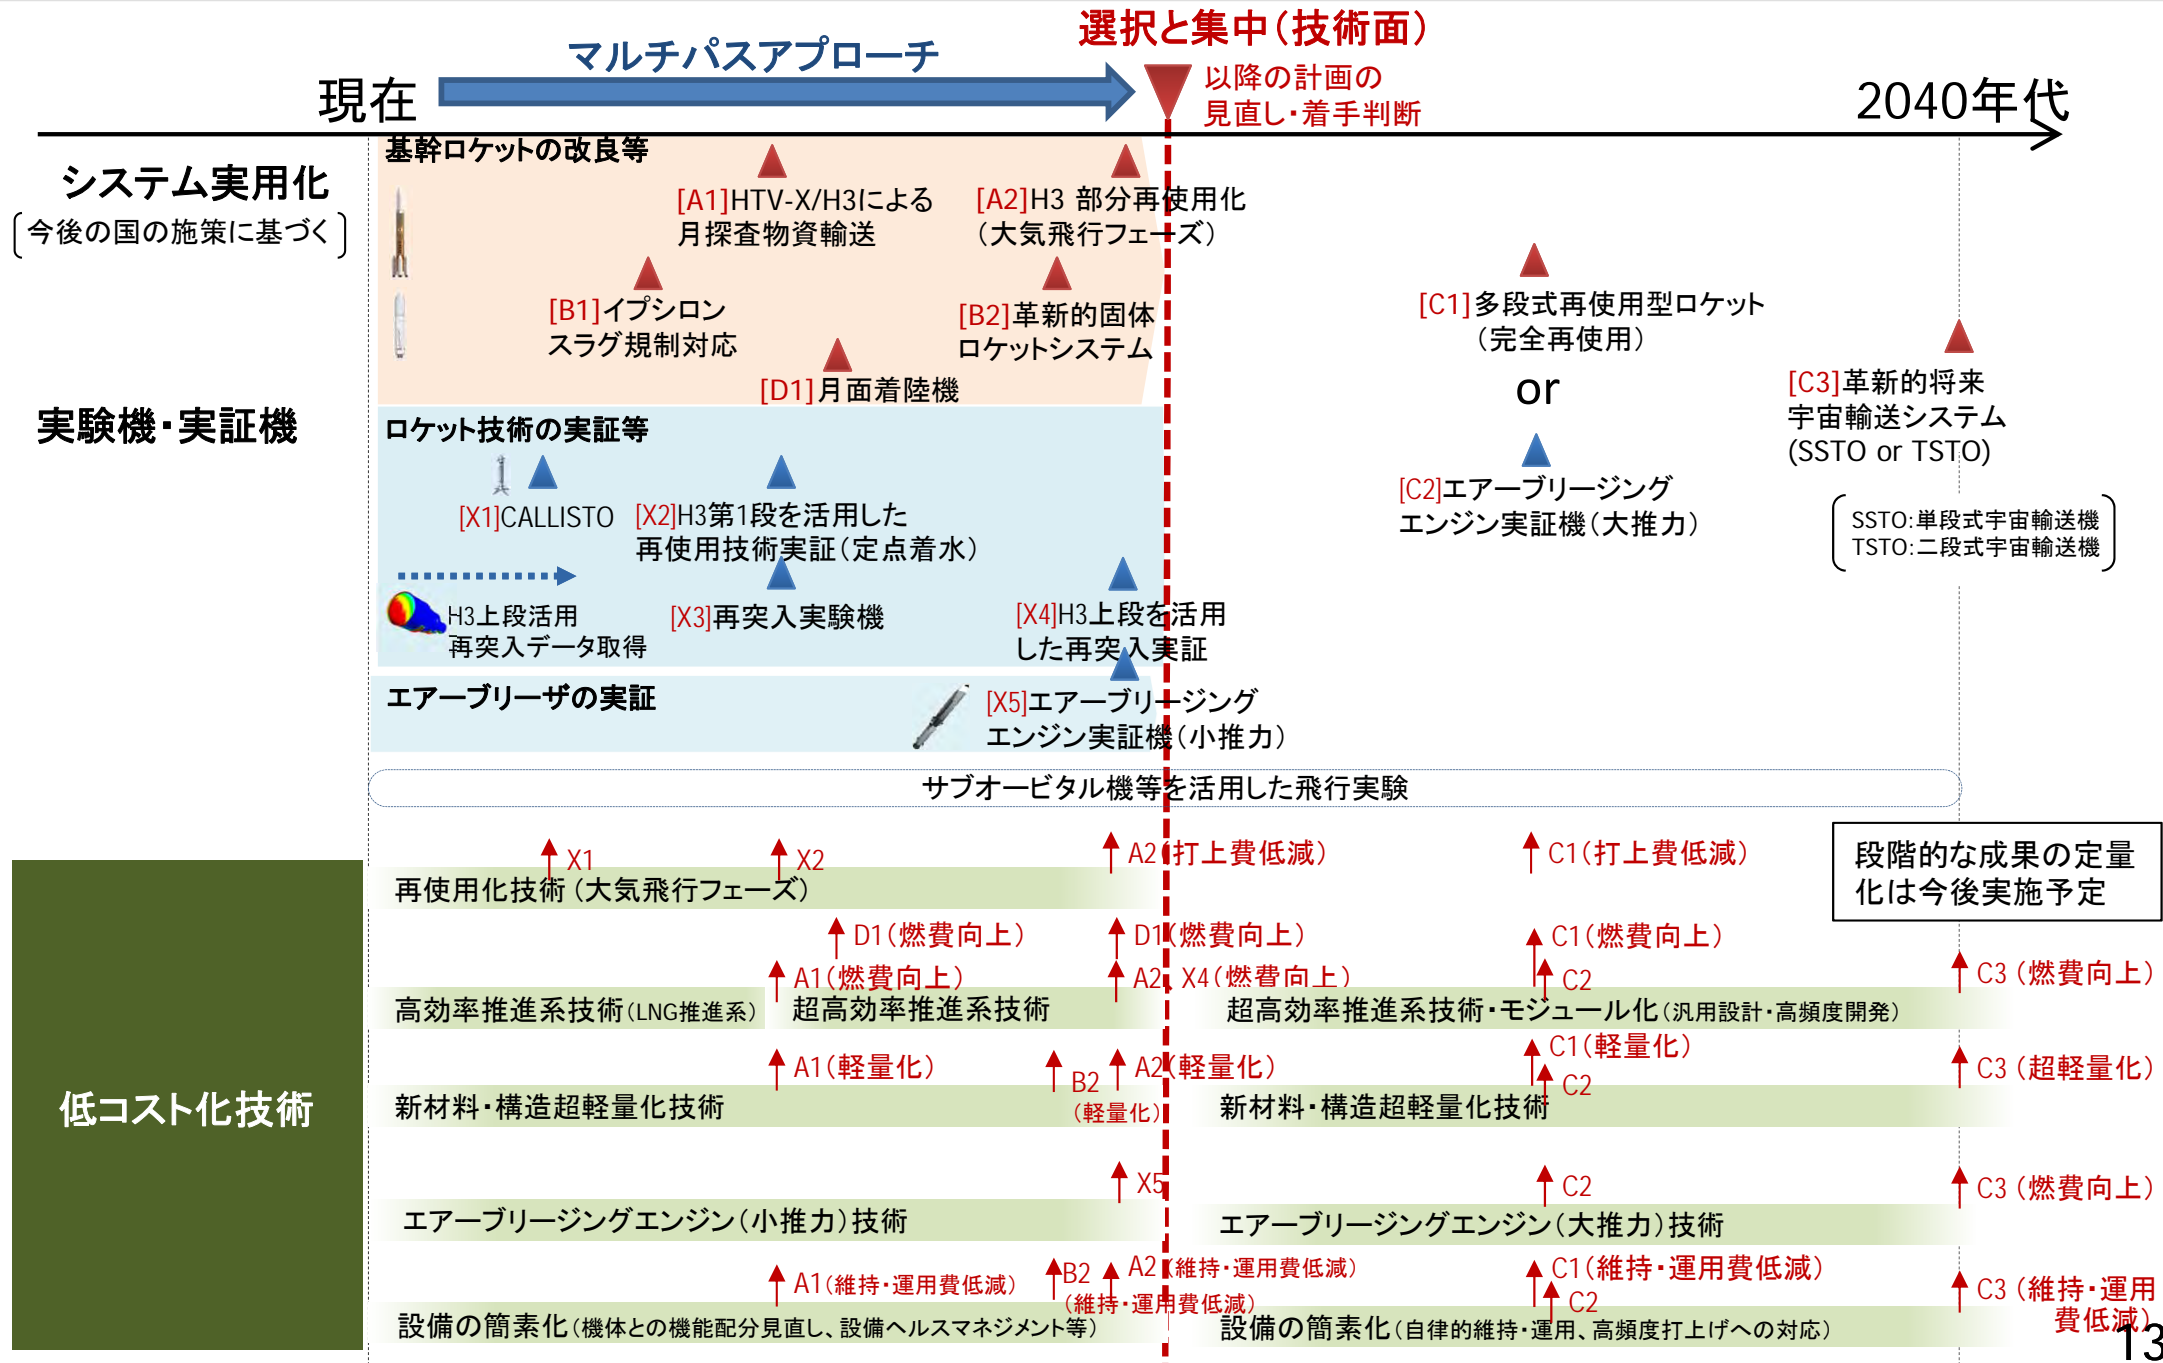 選択と集中(技術面)
マルチパスアプローチ
以降の計画の
見直し・着手判断
現在
2040年代
システム実用化
今後の国の施策に基づく
基幹ロケットの改良等
[A1]HTV-X/H3による
月探査物資輸送
[A2]H3 部分再使用化
(大気飛行フェーズ)
[B1]イプシロン
スラグ規制対応
[B2]革新的固体
ロケットシステム
[D1]月面着陸機
[C1]多段式再使用型ロケット
(完全再使用)
or
[C2]エアーブリージング
エンジン実証機(大推力)
[C3]革新的将来
宇宙輸送システム
(SSTO or TSTO)
SSTO:単段式宇宙輸送機
TSTO:二段式宇宙輸送機
実験機・実証機
ロケット技術の実証等
[X1]CALLISTO
[X2]H3第1段を活用した
再使用技術実証(定点着水)
H3上段活用
再突入データ取得
[X3]再突入実験機
[X4]H3上段を活用
した再突入実証
エアーブリーザの実証
[X5]エアーブリージング
エンジン実証機(小推力)
サブオービタル機等を活用した飛行実験
段階的な成果の定量
化は今後実施予定
低コスト化技術
X1
X2
A2(打上費低減)
C1(打上費低減)
再使用化技術(大気飛行フェーズ)
D1(燃費向上)
D1(燃費向上)
C1(燃費向上)
A1(燃費向上)
A2、X4(燃費向上)
C2
C3(燃費向上)
高効率推進系技術(LNG推進系)
超高効率推進系技術
超高効率推進系技術・モジュール化(汎用設計・高頻度開発)
A1(軽量化)
B2
(軽量化)
A2(軽量化)
C1(軽量化)
C2
C3(超軽量化)
新材料・構造超軽量化技術
新材料・構造超軽量化技術
X5
C2
C3(燃費向上)
エアーブリージングエンジン(小推力)技術
エアーブリージングエンジン(大推力)技術
A1(維持・運用費低減)
B2
(維持・運用費低減)
A2(維持・運用費低減)
C1(維持・運用費低減)
C2
C3(維持・運用
費低減)
設備の簡素化(機体との機能配分見直し、設備ヘルスマネジメント等)
設備の簡素化(自律的維持・運用、高頻度打上げへの対応)
13